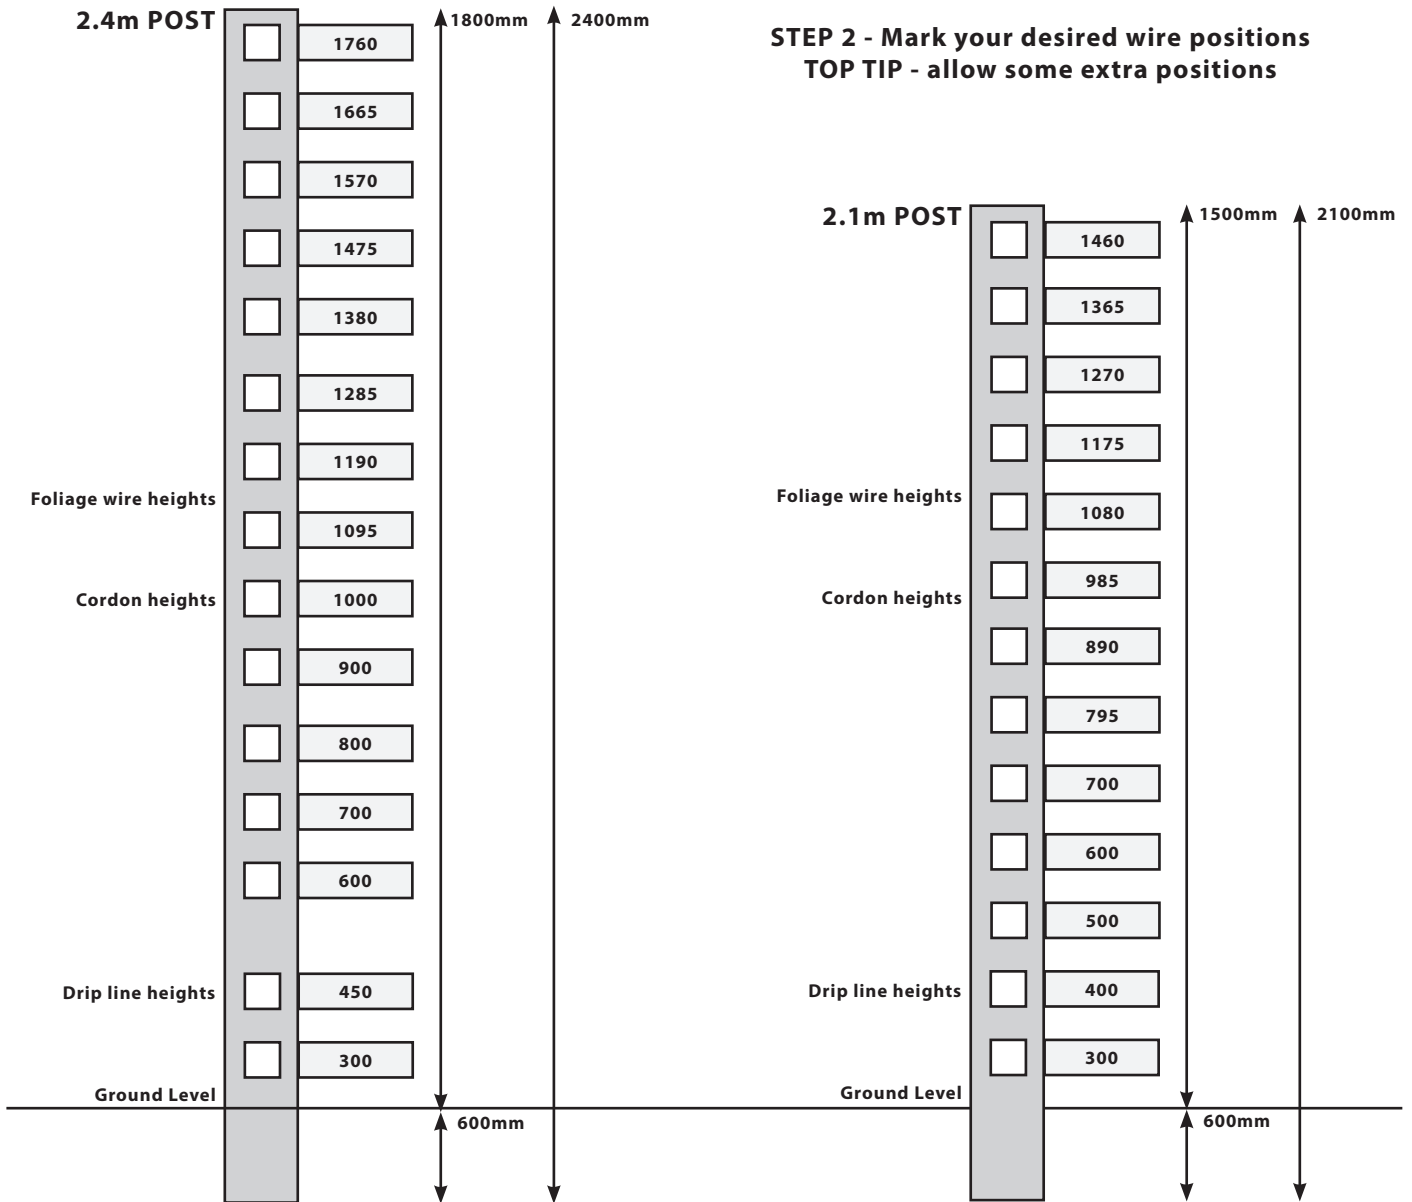 2.4m POST
1800mm
2400mm
1760
1665
1570
1475
1380
1285
1190
Foliage wire heights
1095
Cordon heights
1000
900
800
700
600
Drip line heights
450
300
Ground Level
600mm
STEP 2 - Mark your desired wire positions
TOP TIP - allow some extra positions
2.1m POST
1500mm
2100mm
1460
1365
1270
1175
Foliage wire heights
1080
985
Cordon heights
890
795
700
600
500
Drip line heights
400
300
Ground Level
600mm